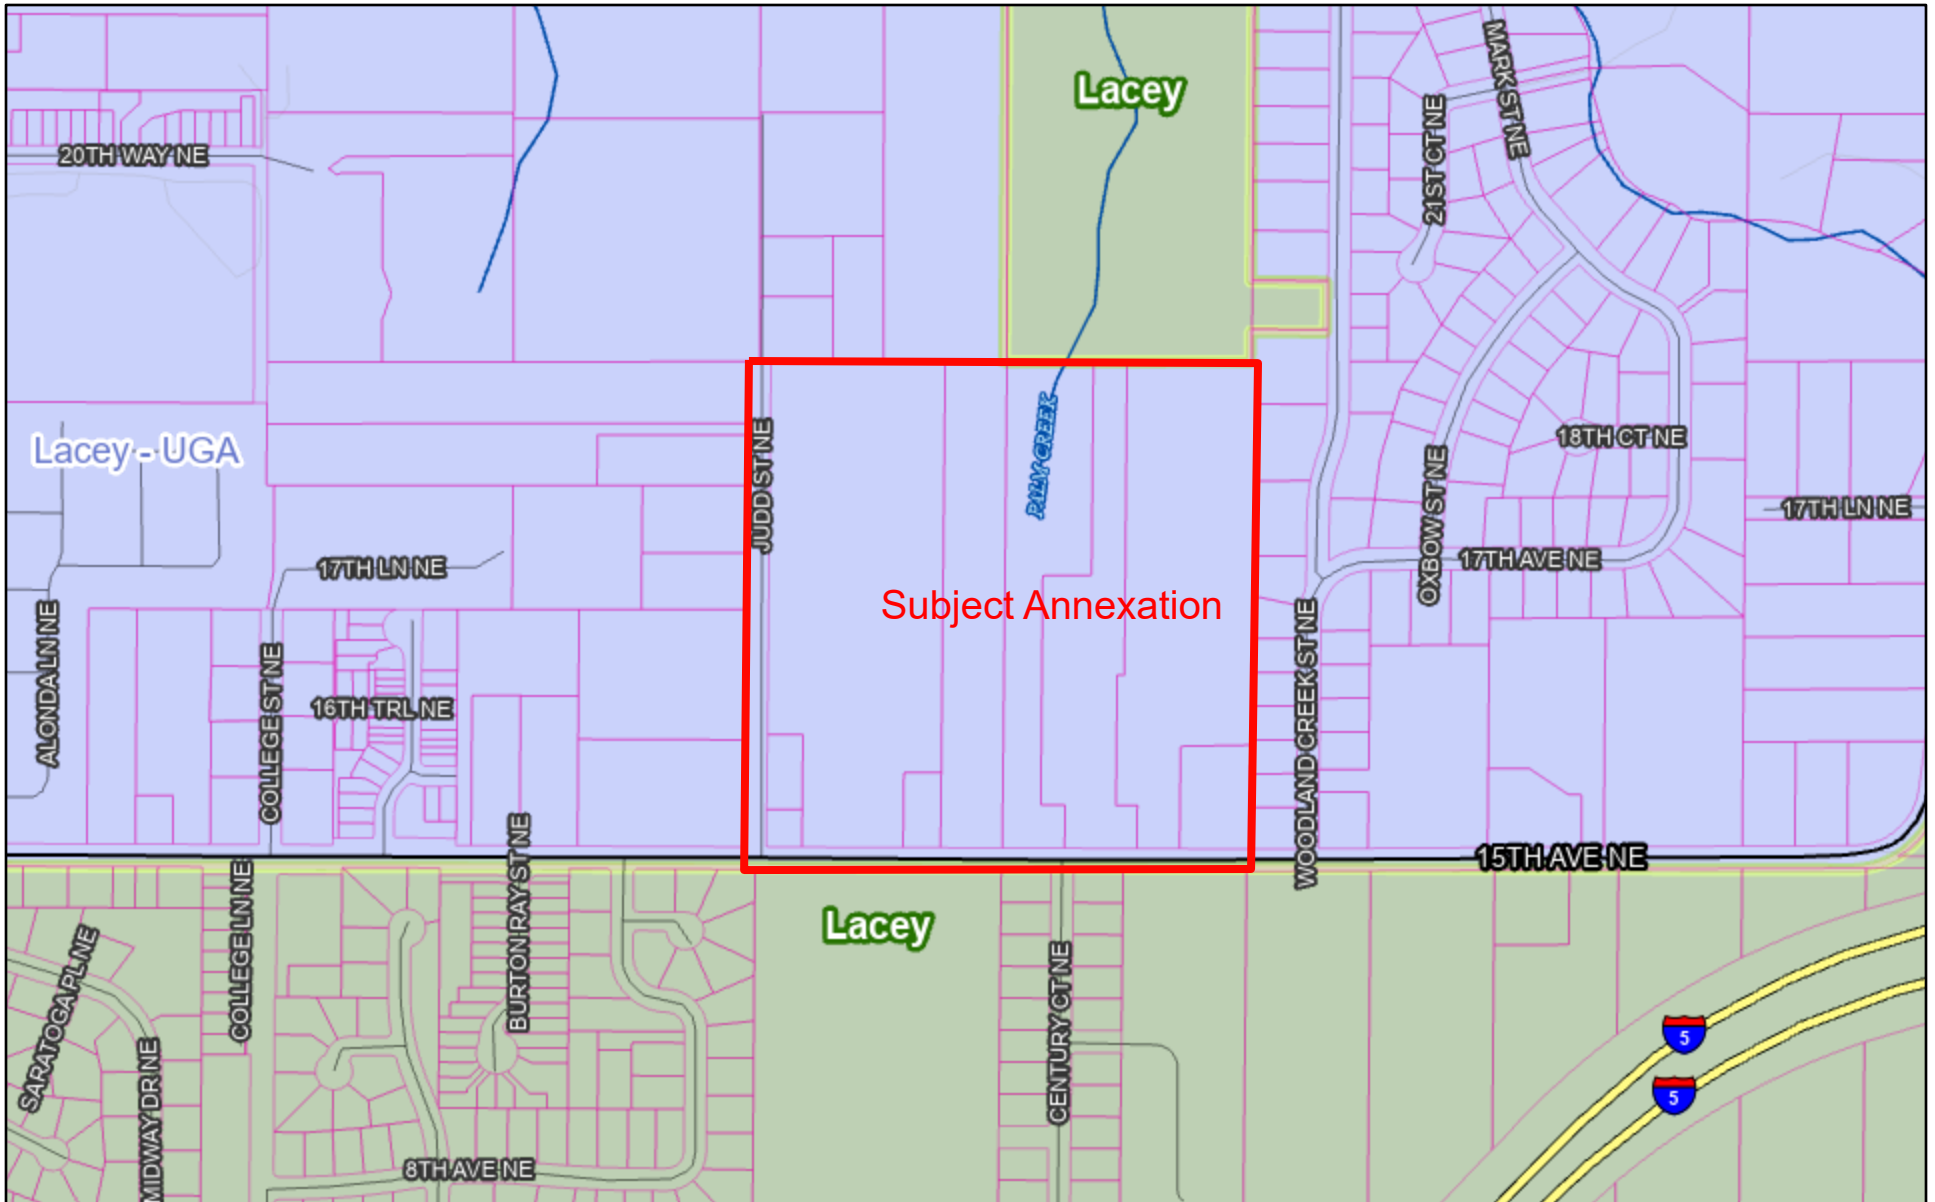 Lacey
MARK ST NE
21ST CT NE
20TH WAY NE
PALM CREEK
Lacey - UGA
JUDD ST NE
18TH CT NE
OXBOW ST NE
17TH LN NE
17TH LN NE
17TH AVE NE
Subject Annexation
ALONDA LN NE
COLLEGE ST NE
16TH TRL NE
WOODLAND CREEK ST NE
15TH AVE NE
BURTON RAY ST NE
COLLEGE LN NE
Lacey
SARATOGA PL NE
CENTURY CT NE
MIDWAY DR NE
5
5
8TH AVE NE